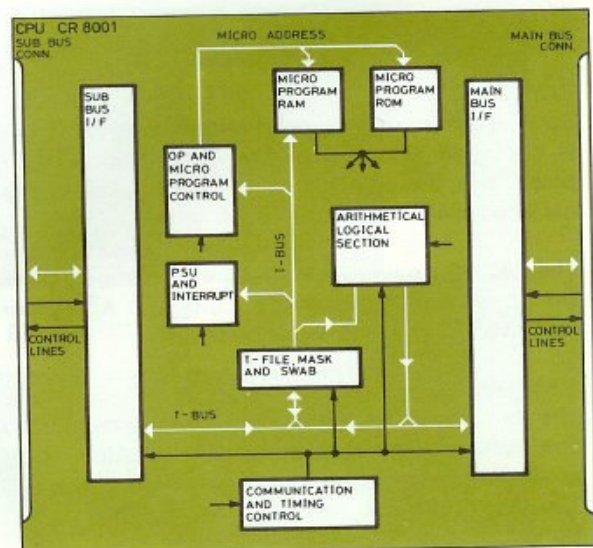 CPU CR 8001
SUB BUS
CONN.
MICRO ADDRESS
MAIN BUS
CONN.
SUB
BUS
I/F
MICRO
PROGRAM
RAM
MICRO
PROGRAM
ROM
MAIN
BUS
I/F
OP AND
MICRO
PROGRAM
CONTROL
ARITHMETICAL
LOGICAL
SECTION
T-BUS
PSU
AND
INTERRUPT
CONTROL
LINES
CONTROL
LINES
T-FILE, MASK
AND SWAB
T-BUS
COMMUNICATION
AND TIMING
CONTROL